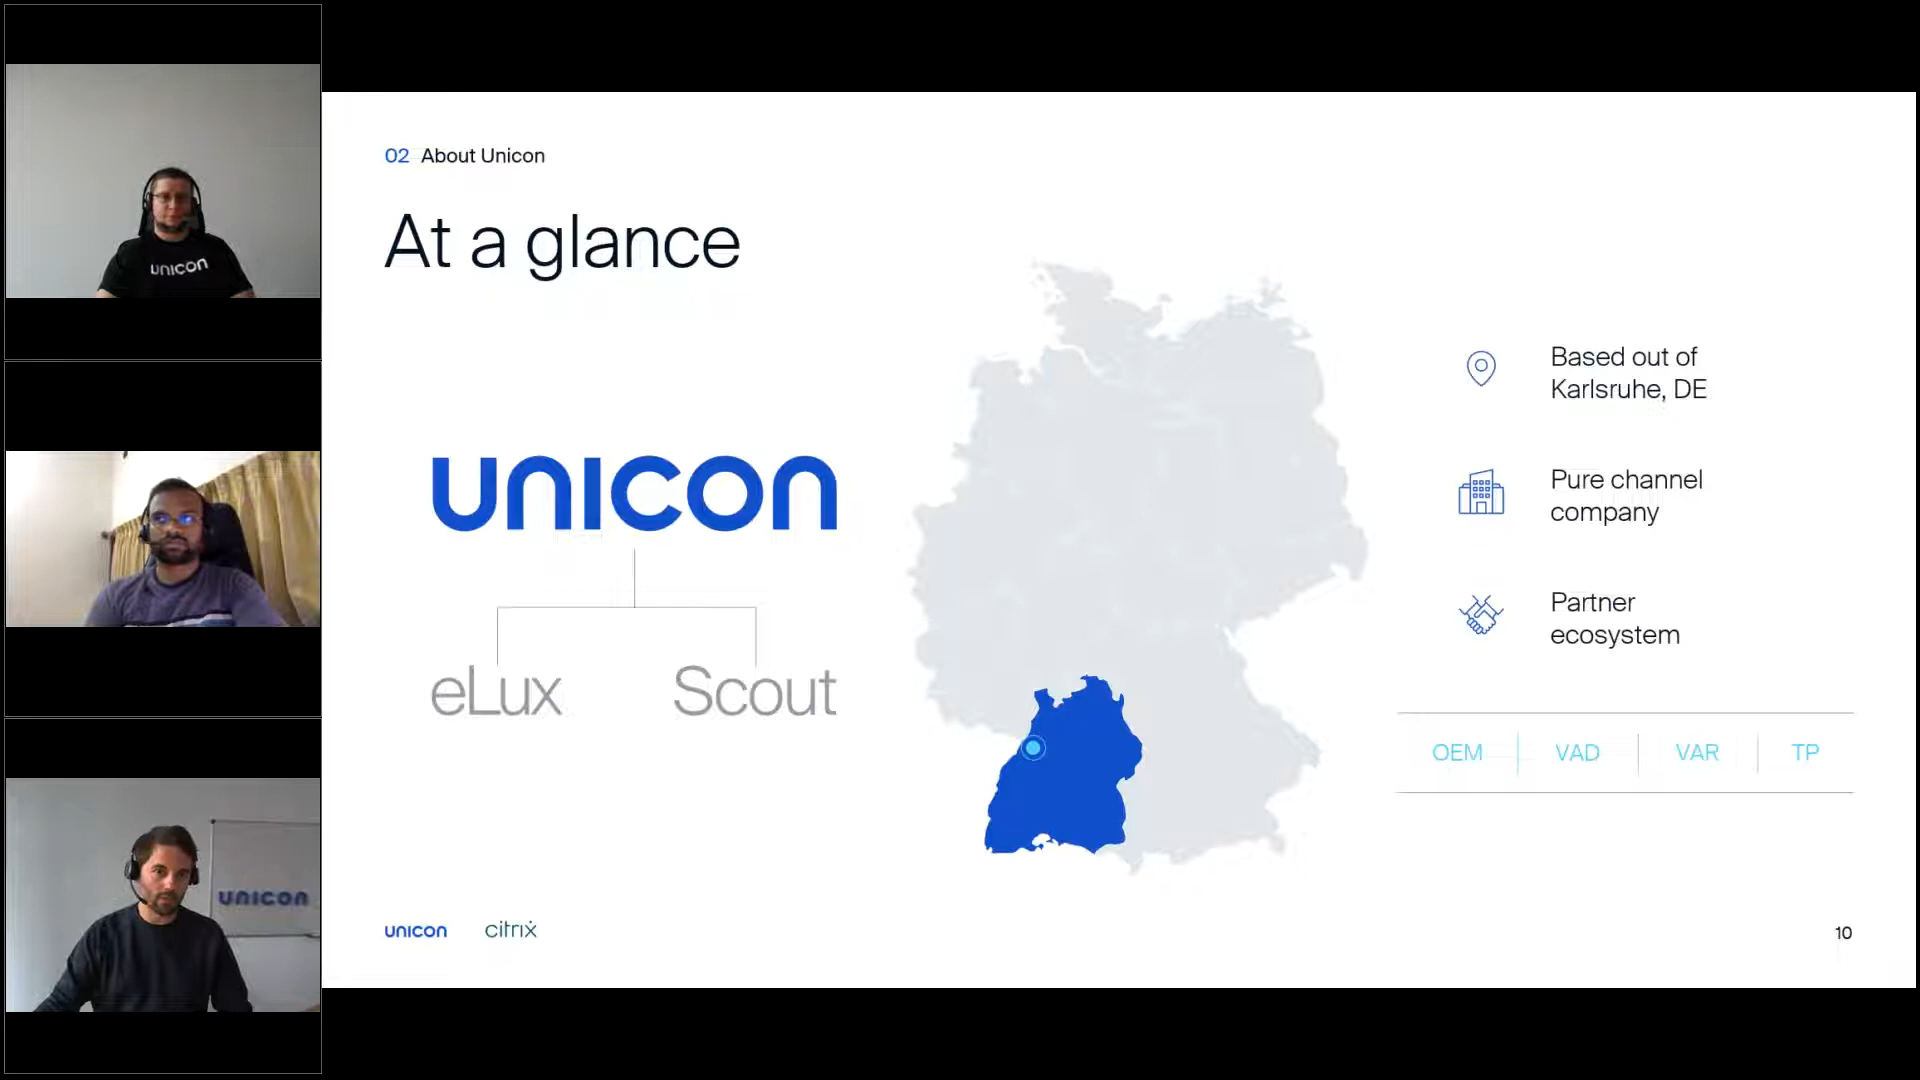 02 About Unicon
At a glance
unicon
eLux
Scout
Based out of
Karlsruhe, DE
Pure channel
company
Partner
ecosystem
OEM
VAD
VAR
TP
unicon
citrix
10
unicon
unicon